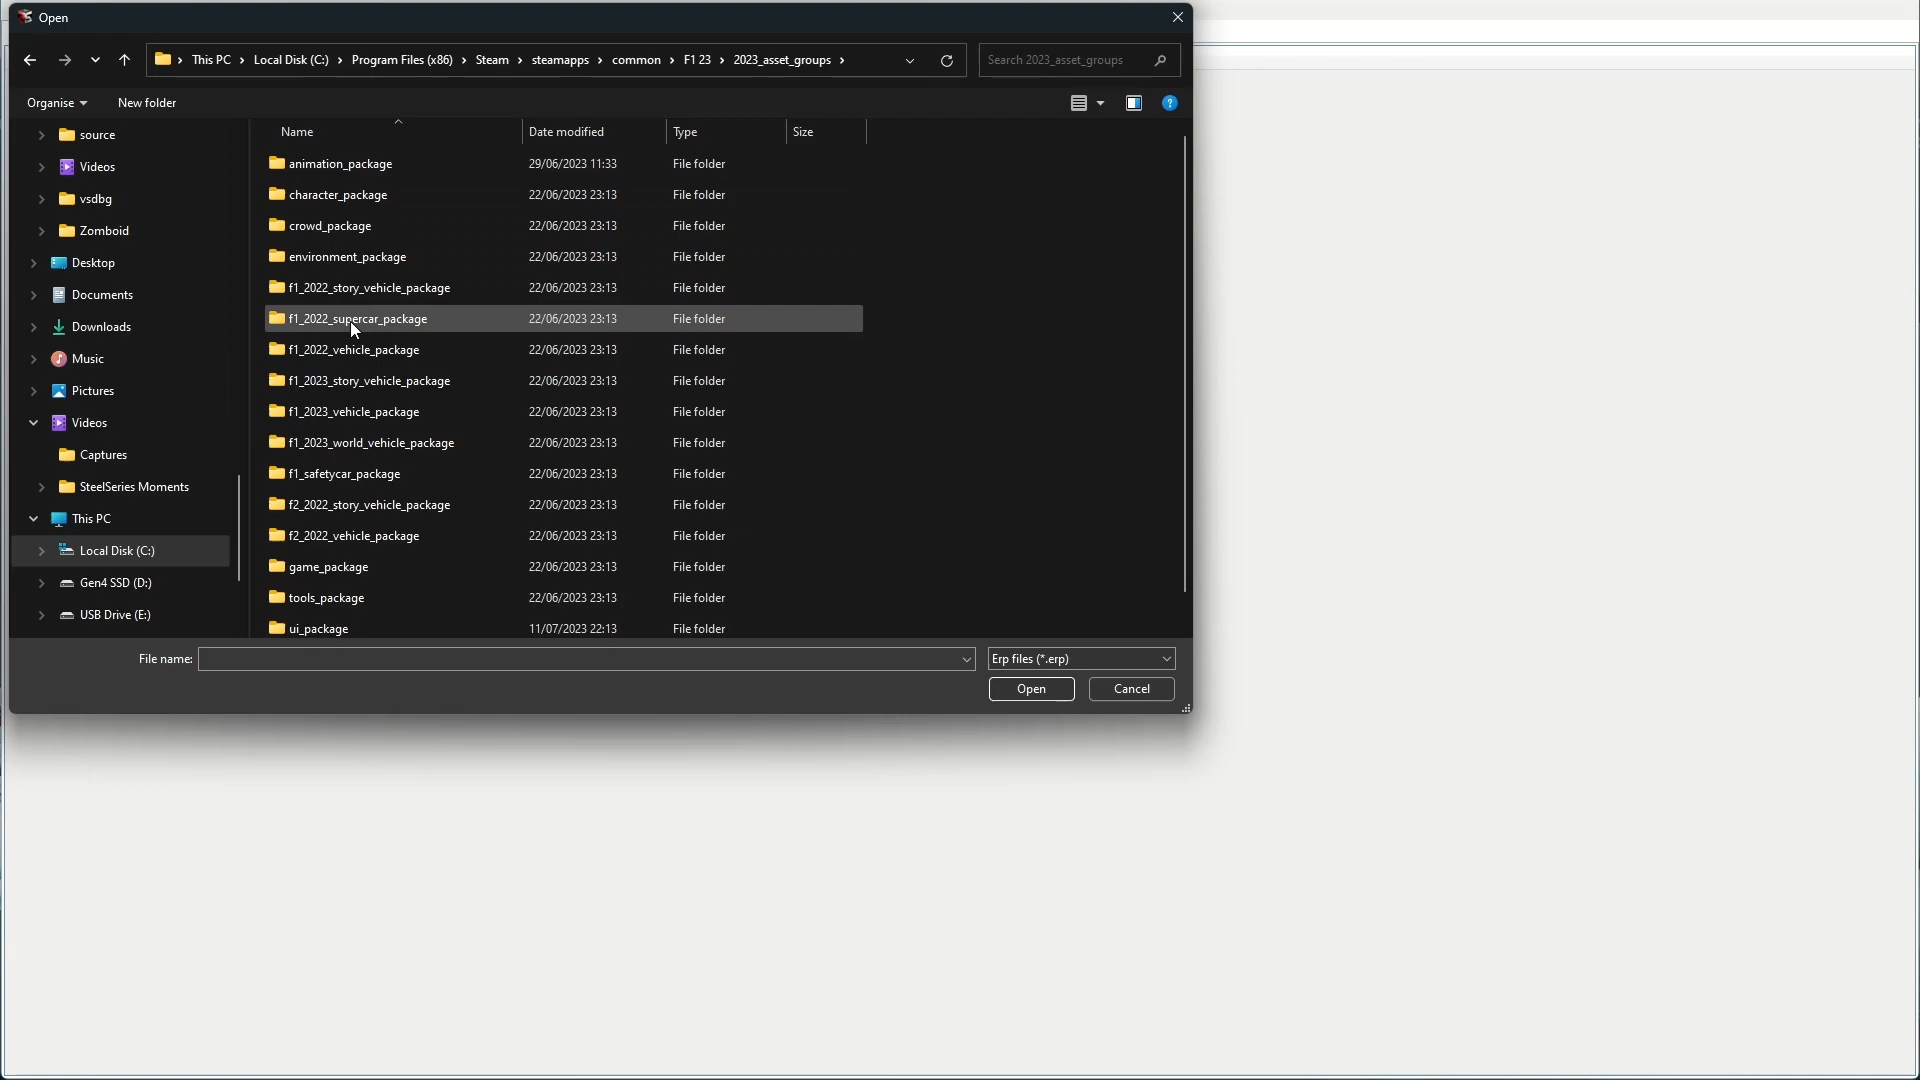 Open
This PC > Local Disk (C:) > Program Files (x86) > Steam > steamapps > common > F1 23 > 2023_asset_groups >
Search 2023_asset_groups
Organise
New folder
source
Videos
vsdbg
Zomboid
Desktop
Documents
Downloads
Music
Pictures
Videos
Captures
SteelSeries Moments
This PC
Local Disk (C:)
Gen4 SSD (D:)
USB Drive (E:)
Name Date modified Type Size
animation_package 29/06/2023 11:33 File folder
character_package 22/06/2023 23:13 File folder
crowd_package 22/06/2023 23:13 File folder
environment_package 22/06/2023 23:13 File folder
f1_2022_story_vehicle_package 22/06/2023 23:13 File folder
f1_2022_supercar_package 22/06/2023 23:13 File folder
f1_2022_vehicle_package 22/06/2023 23:13 File folder
f1_2023_story_vehicle_package 22/06/2023 23:13 File folder
f1_2023_vehicle_package 22/06/2023 23:13 File folder
f1_2023_world_vehicle_package 22/06/2023 23:13 File folder
f1_safetycar_package 22/06/2023 23:13 File folder
f2_2022_story_vehicle_package 22/06/2023 23:13 File folder
f2_2022_vehicle_package 22/06/2023 23:13 File folder
game_package 22/06/2023 23:13 File folder
tools_package 22/06/2023 23:13 File folder
ui_package 11/07/2023 22:13 File folder
File name:
Erp files (*.erp)
Open
Cancel